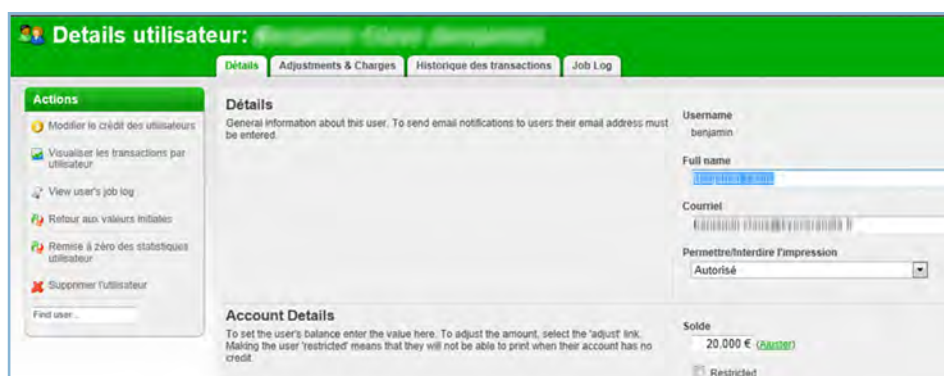 Details utilisateur:
Détails
Adjustments & Charges
Historique des transactions
Job Log
Actions
Modifier le crédit des utilisateurs
Visualiser les transactions par
utilisateur
View user's job log
Retour aux valeurs initiales
Remise à zéro des statistiques
utilisateur
Supprimer l'utilisateur
Find user...
Détails
General information about this user. To send email notifications to users their email address must
be entered.
Username
benjamin
Full name
Courriel
Permettre/Interdire l'impression
Autorisé
Account Details
To set the user's balance enter the value here. To adjust the amount, select the 'adjust' link.
Making the user 'restricted' means that they will not be able to print when their account has no
credit.
Solde
20.000 € (Ajuster)
Restricted